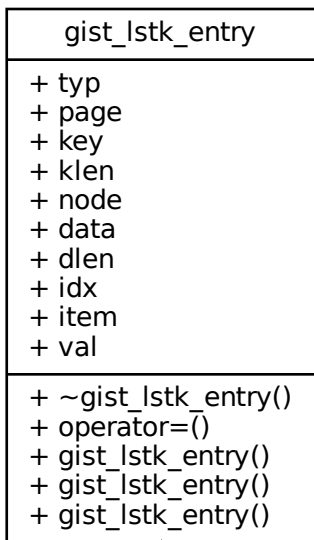 gist_lstk_entry
+ typ
+ page
+ key
+ klen
+ node
+ data
+ dlen
+ idx
+ item
+ val
+ ~gist_lstk_entry()
+ operator=()
+ gist_lstk_entry()
+ gist_lstk_entry()
+ gist_lstk_entry()